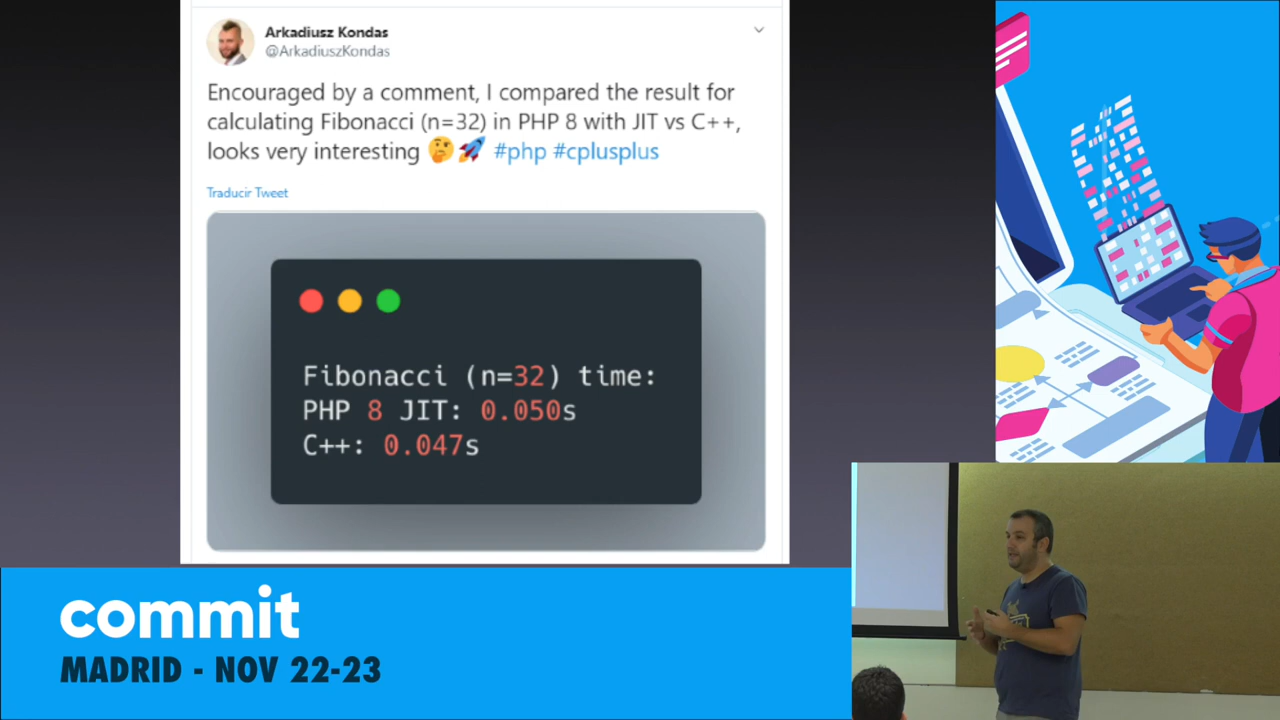 Arkadiusz Kondas
@ArkadiuszKondas
Encouraged by a comment, I compared the result for
calculating Fibonacci (n=32) in PHP 8 with JIT vs C++,
looks very interesting 🤔🚀 #php #cplusplus
Traducir Tweet
Fibonacci (n=32) time:
PHP 8 JIT: 0.050s
C++: 0.047s
commit
MADRID - NOV 22-23